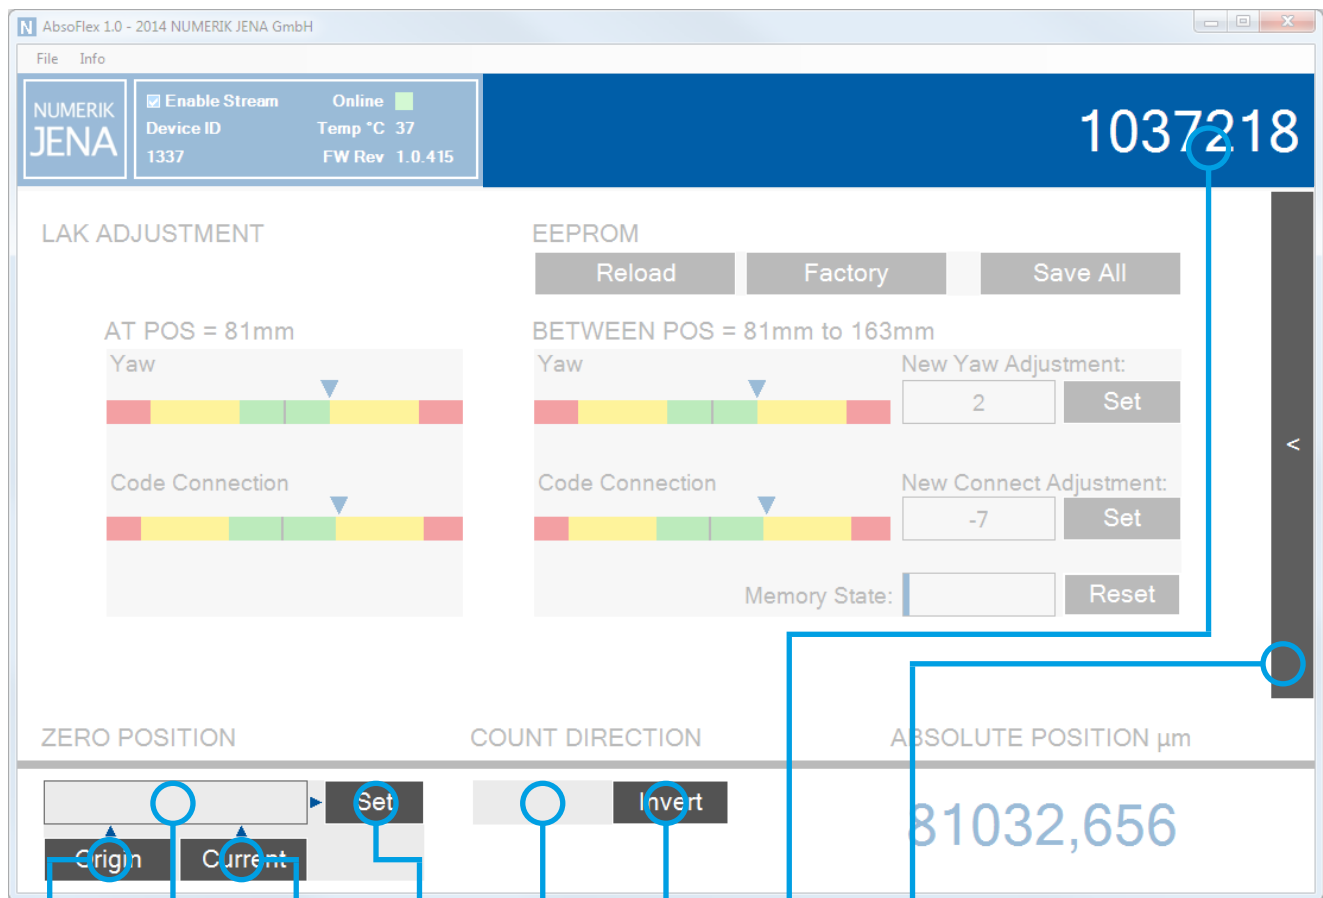 N AbsoFlex 1.0 - 2014 NUMERIK JENA GmbH
File Info
NUMERIK
JENA
Enable Stream Online
Device ID Temp °C 37
1337 FW Rev 1.0.415
1037218
LAK ADJUSTMENT
EEPROM
Reload Factory Save All
AT POS = 81mm
BETWEEN POS = 81mm to 163mm
Yaw
Yaw
New Yaw Adjustment:
2 Set
<
Code Connection
Code Connection
New Connect Adjustment:
-7 Set
Memory State: Reset
ZERO POSITION
COUNT DIRECTION
ABSOLUTE POSITION µm
Set
Invert
81032,656
Origin Current